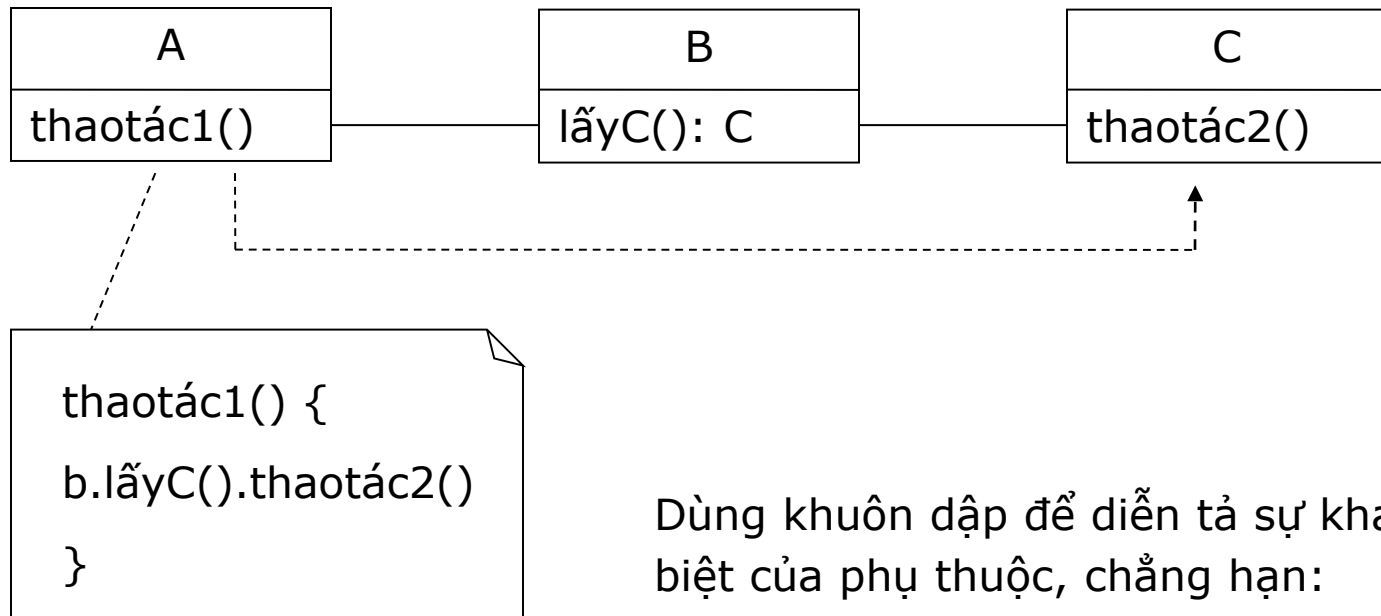 A
thaotác1()
B
lấyC(): C
C
thaotác2()
thaotác1() {
b.lấyC().thaotác2()
}
Dùng khuôn dập để diễn tả sự
biệt của phụ thuộc, chẳng hạn: